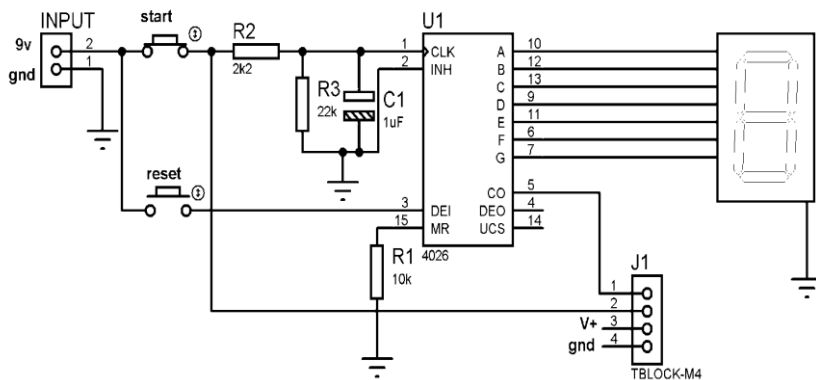 INPUT
9v
2
gnd
1
start
R2
2k2
R3
22k
C1
1uF
reset
R1
10k
U1
1
CLK
2
INH
3
DEI
15
MR
4026
A
10
B
12
C
13
D
9
E
11
F
6
G
7
CO
5
DEO
4
UCS
14
J1
1
2
V+
3
gnd
4
TBLOCK-M4